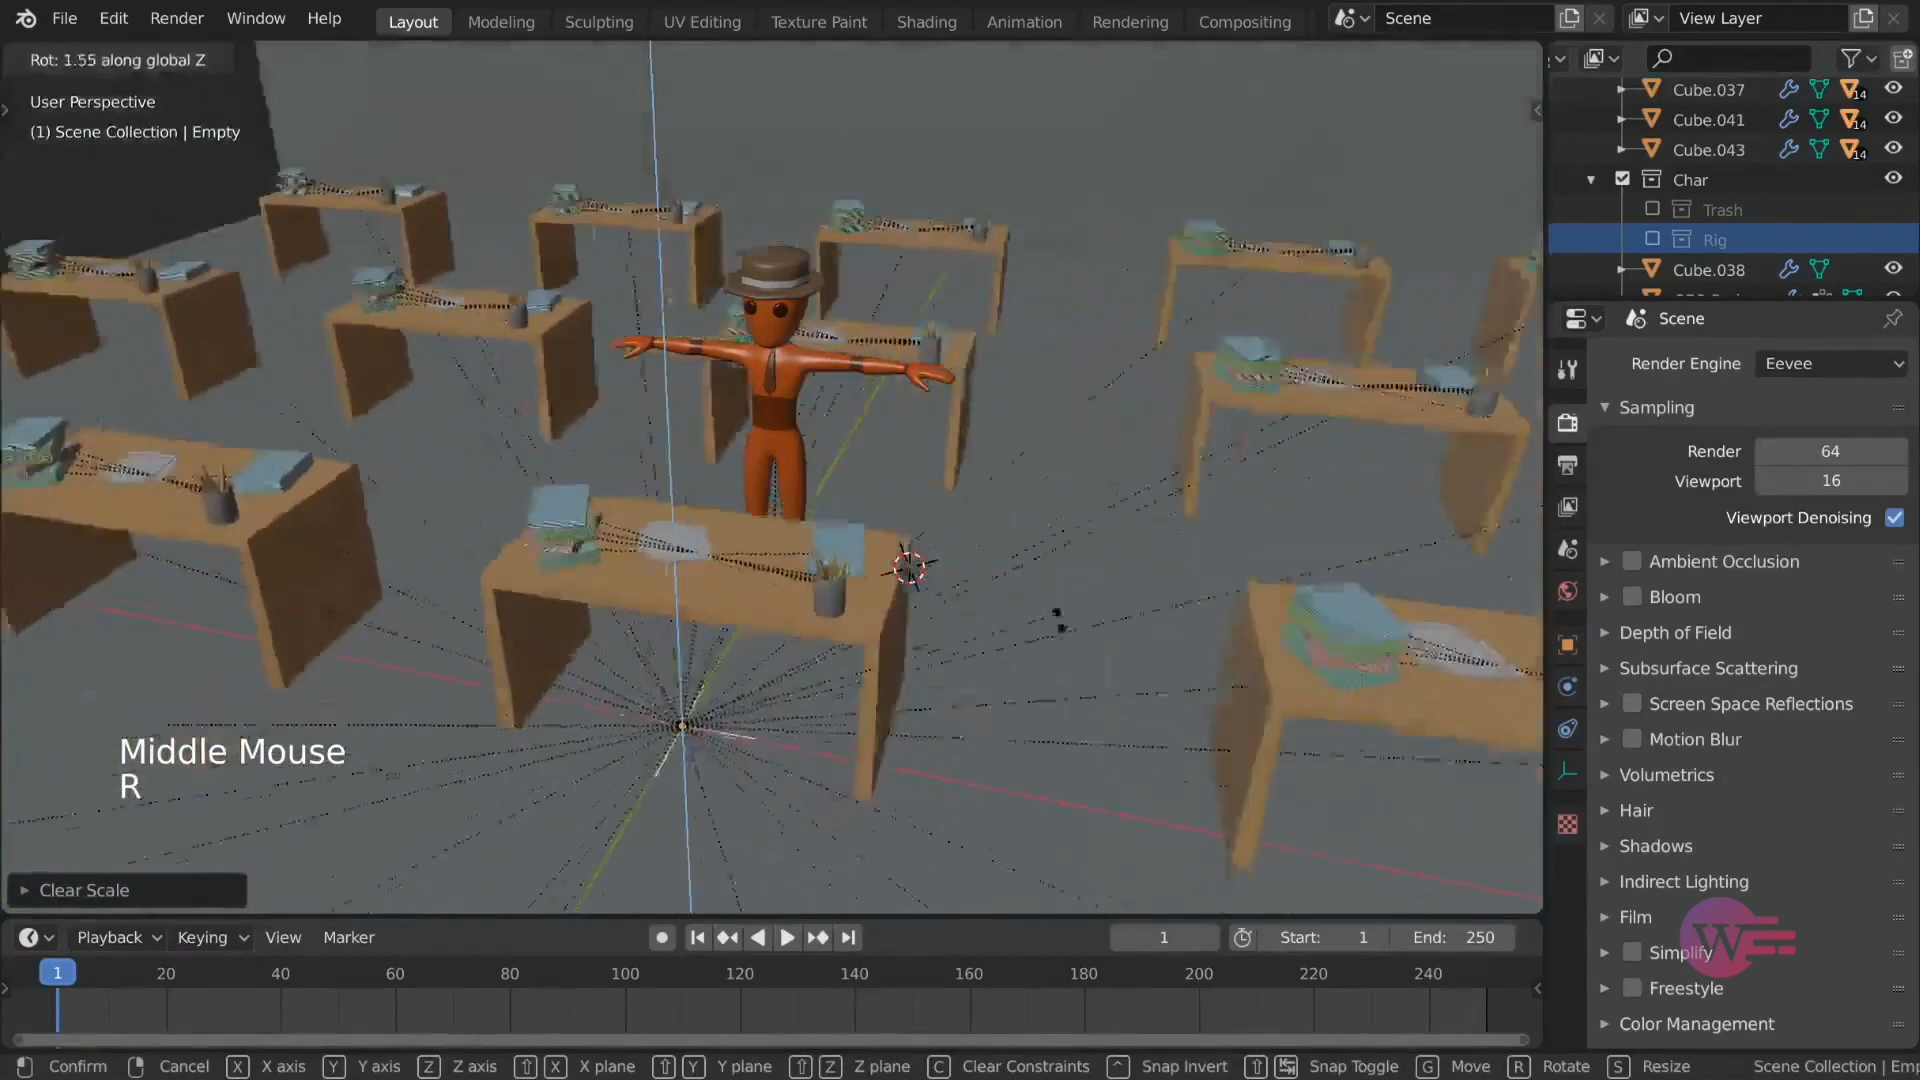 File Edit Render Window Help Layout Modeling Sculpting UV Editing Texture Paint Shading Animation Rendering Compositing Scene View Layer
Rot: 1.55 along global Z
User Perspective
(1) Scene Collection | Empty
Cube.037 14
Cube.041 14
Cube.043 14
Char
Trash
Rig
Cube.038
Scene
Render Engine Eevee
Sampling
Render 64
Viewport 16
Viewport Denoising
Ambient Occlusion
Bloom
Depth of Field
Subsurface Scattering
Screen Space Reflections
Motion Blur
Volumetrics
Hair
Shadows
Indirect Lighting
Film
Simplify
Freestyle
Color Management
W
Middle Mouse
R
Clear Scale
Playback Keying View Marker 1 Start: 1 End: 250
1 20 40 60 80 100 120 140 160 180 200 220 240
Confirm Cancel X X axis Y Y axis Z Z axis X X plane Y Y plane Z Z plane C Clear Constraints ^ Snap Invert Snap Toggle G Move R Rotate S Resize Scene Collection | Emp